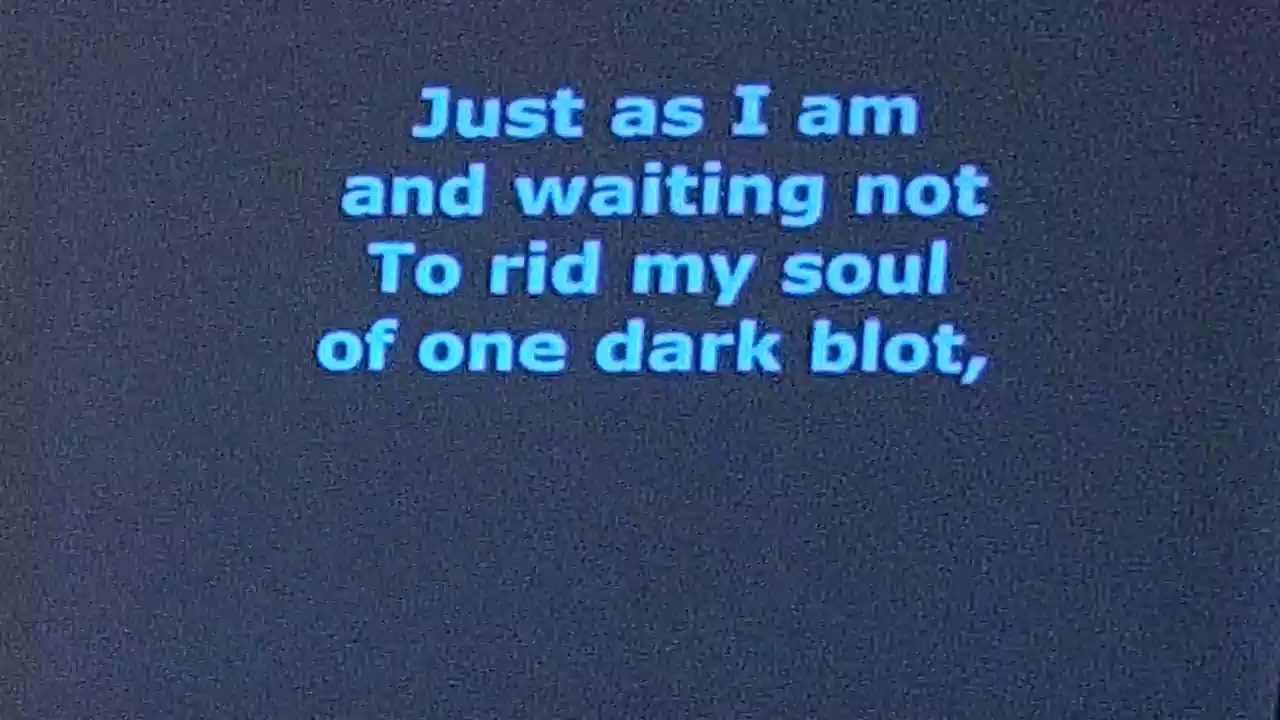 Just as I am
and waiting not
To rid my soul
of one dark blot,